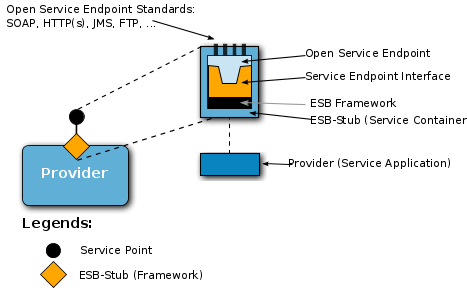 Open Service Endpoint Standards:
SOAP, HTTP(s), JMS, FTP, ...
Open Service Endpoint
Service Endpoint Interface
ESB Framework
ESB-Stub (Service Container
Provider (Service Application)
Provider
Legends:
Service Point
ESB-Stub (Framework)